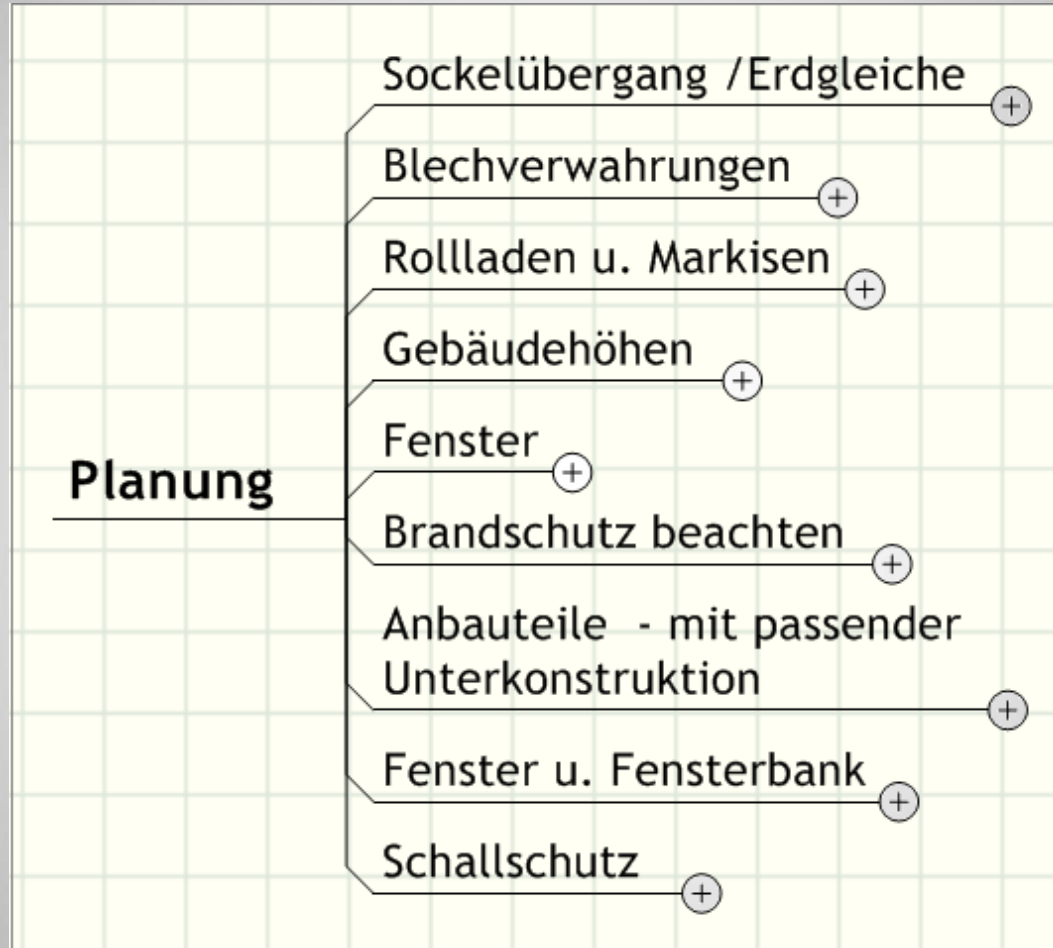 Sockelübergang /Erdgleiche
Blechverwahrungen
Rollladen u. Markisen
Gebäudehöhen
Fenster
Planung
Brandschutz beachten
Anbauteile - mit passender
Unterkonstruktion
Fenster u. Fensterbank
Schallschutz